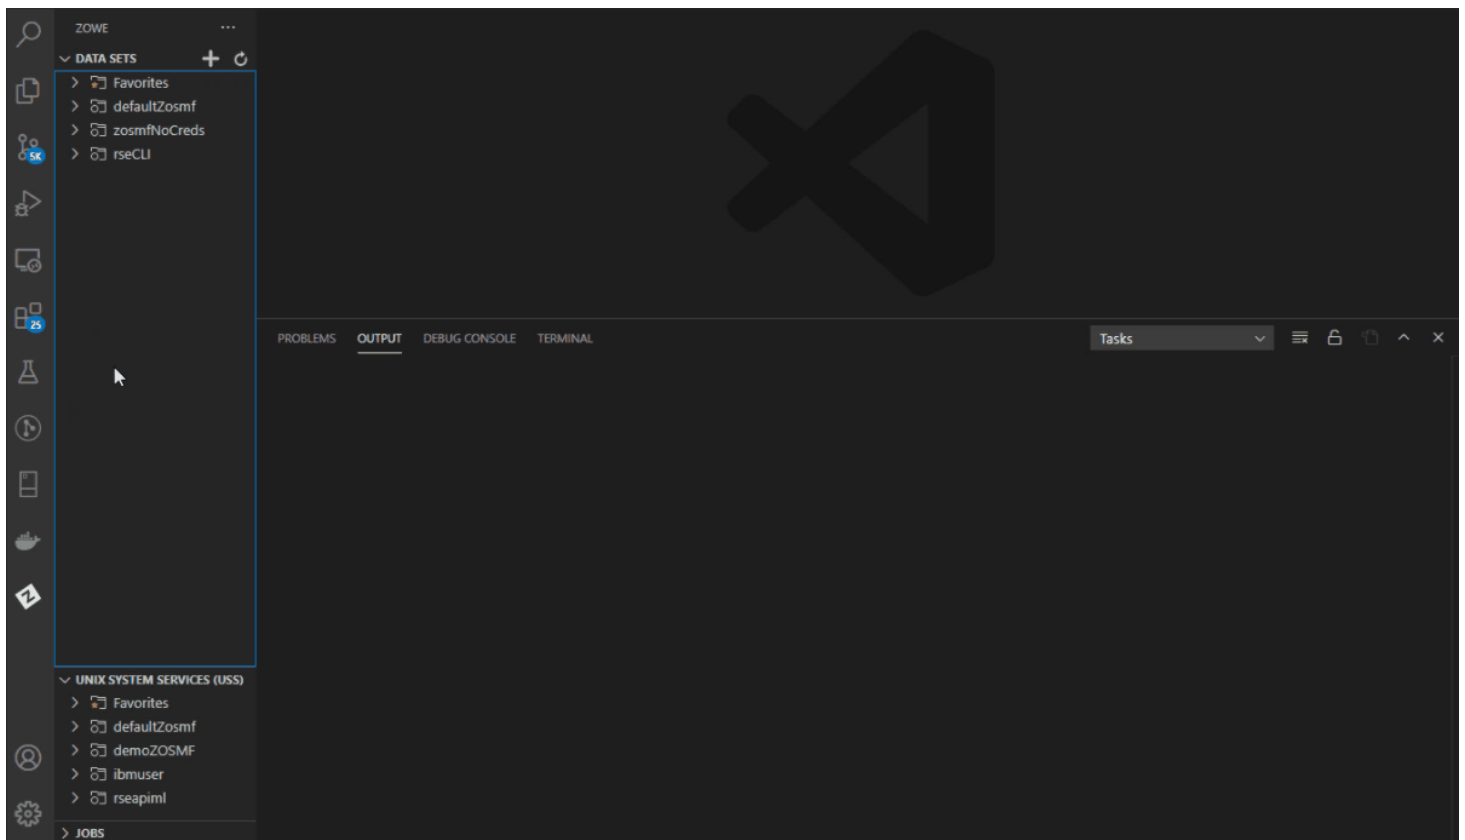 ZOWE
DATA SETS
Favorites
defaultZosmf
zosmfNoCreds
rseCLI
5K
25
PROBLEMS OUTPUT DEBUG CONSOLE TERMINAL Tasks
Z
UNIX SYSTEM SERVICES (USS)
Favorites
defaultZosmf
demoZOSMF
ibmuser
rseapiml
JOBS